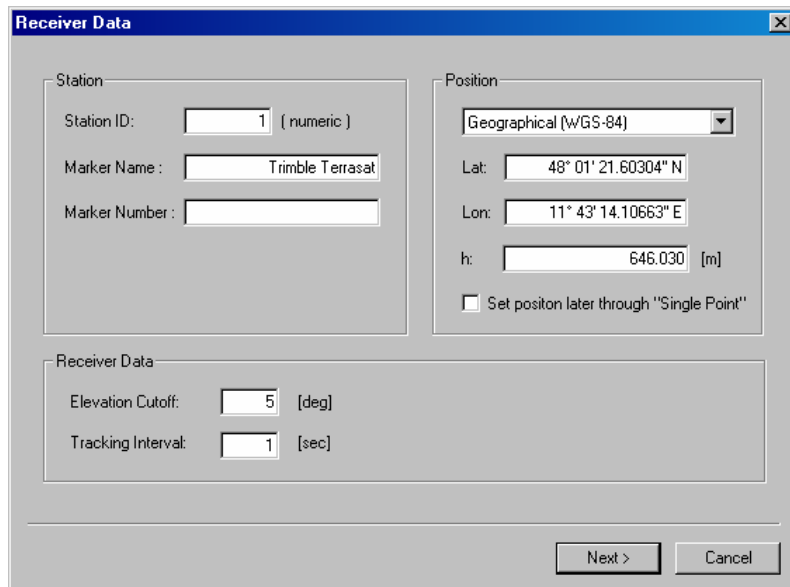 Receiver Data
Station
Station ID: 1 ( numeric )
Marker Name : Trimble Terrasat
Marker Number :
Position
Geographical (WGS-84)
Lat: 48° 01' 21.60304" N
Lon: 11° 43' 14.10663" E
h: 646.030 [m]
Set positon later through "Single Point"
Receiver Data
Elevation Cutoff: 5 [deg]
Tracking Interval: 1 [sec]
Next > Cancel